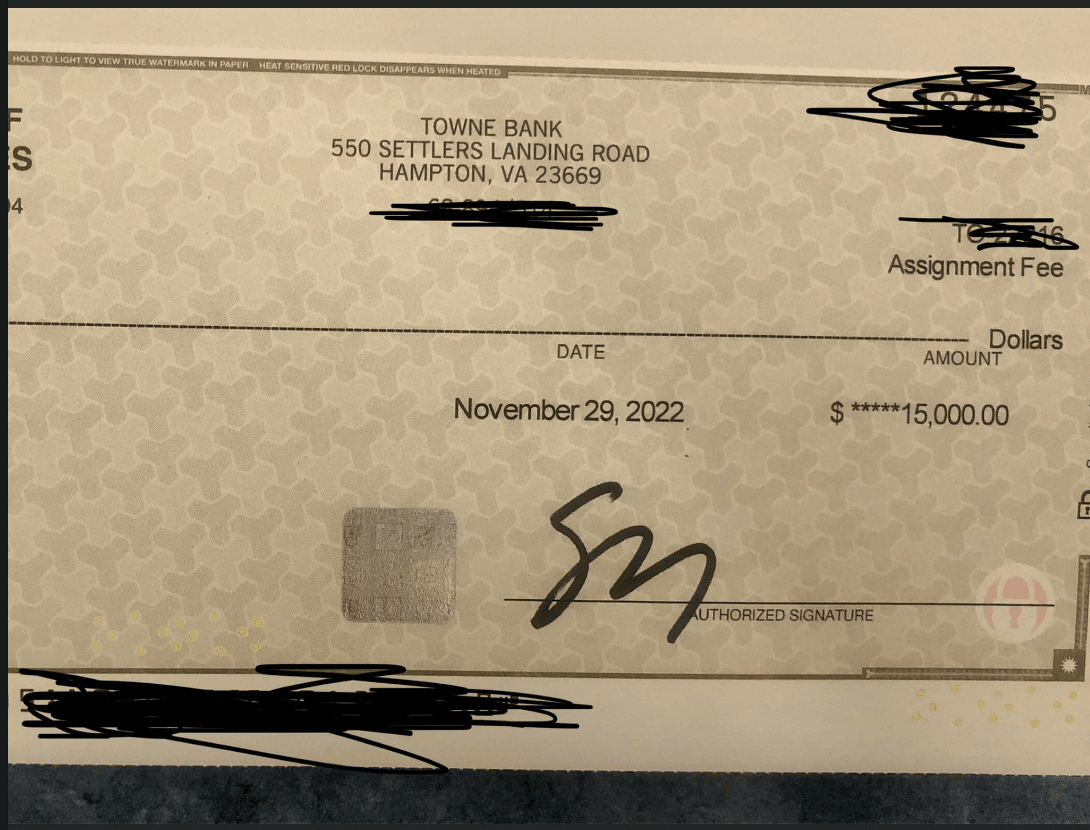 HOLD TO LIGHT TO VIEW TRUE WATERMARK IN PAPER HEAT SENSITIVE RED LOCK DISAPPEARS WHEN HEATED
F
ES
04
TOWNE BANK
550 SETTLERS LANDING ROAD
HAMPTON, VA 23669
Assignment Fee
Dollars
DATE
AMOUNT
November 29, 2022
$ *****15,000.00
AUTHORIZED SIGNATURE